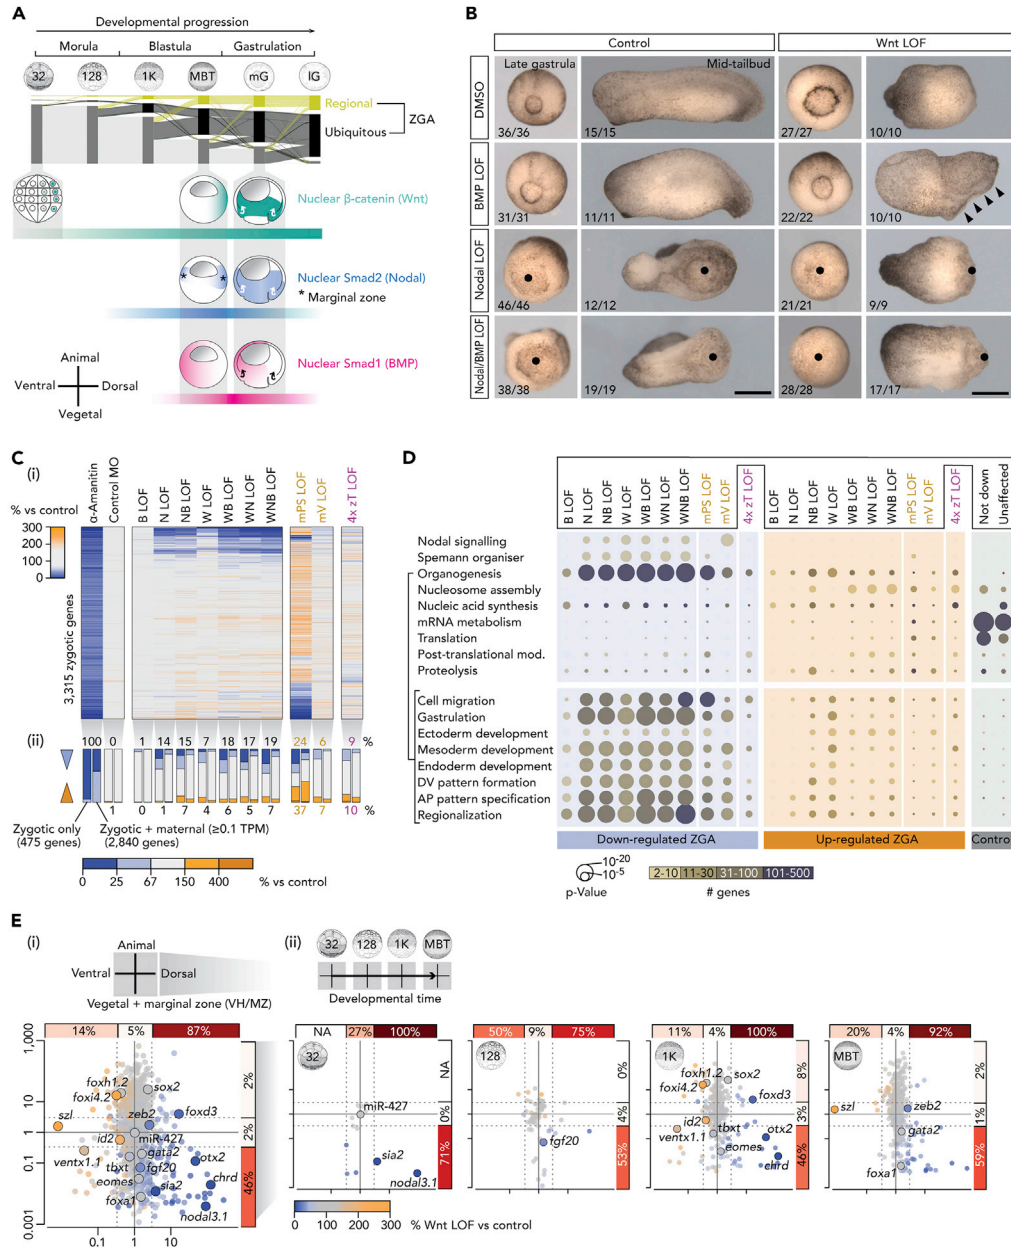 A
Developmental progression
Morula
Blastula
Gastrulation
32
128
1K
MBT
mG
lG
Regional
Ubiquitous
ZGA
Nuclear β-catenin (Wnt)
Nuclear Smad2 (Nodal)
* Marginal zone
Nuclear Smad1 (BMP)
Animal
Ventral
Dorsal
Vegetal
B
Control
Wnt LOF
Late gastrula
Mid-tailbud
DMSO
36/36
15/15
27/27
10/10
BMP LOF
31/31
11/11
22/22
10/10
Nodal LOF
46/46
12/12
21/21
9/9
Nodal/BMP LOF
38/38
19/19
28/28
17/17
C
(i)
% vs control
300
200
100
0
α-Amanitin
Control MO
B LOF
N LOF
NB LOF
W LOF
WB LOF
WN LOF
WNB LOF
mPS LOF
mV LOF
4x zT LOF
3,315 zygotic genes
(ii)
100 0 1 14 15 7 18 17 19 24 6 9 %
1 0 1 7 4 6 5 7 37 7 10 %
Zygotic only
(475 genes)
Zygotic + maternal (≥0.1 TPM)
(2,840 genes)
0 25 67 150 400
% vs control
D
B LOF
N LOF
NB LOF
W LOF
WB LOF
WN LOF
WNB LOF
mPS LOF
mV LOF
4x zT LOF
B LOF
N LOF
NB LOF
W LOF
WB LOF
WN LOF
WNB LOF
mPS LOF
mV LOF
4x zT LOF
Not down
Unaffected
Nodal signalling
Spemann organiser
Organogenesis
Nucleosome assembly
Nucleic acid synthesis
mRNA metabolism
Translation
Post-translational mod.
Proteolysis
Cell migration
Gastrulation
Ectoderm development
Mesoderm development
Endoderm development
DV pattern formation
AP pattern specification
Regionalization
Down-regulated ZGA
Up-regulated ZGA
Control
10-20
10-5
p-Value
2-10 11-30 31-100 101-500
# genes
E
(i)
Animal
Ventral
Dorsal
Vegetal + marginal zone (VH/MZ)
14% 5% 87%
1,000
10
1
0.1
0.001
0.1 1 10
2%
2%
46%
foxh1.2
foxi4.2
sox2
szl
zeb2
foxd3
id2
miR-427
ventx1.1
gata2
otx2
tbxt
fgf20
eomes
sia2
chrd
foxa1
nodal3.1
(ii)
32
128
1K
MBT
Developmental time
NA 27% 100%
32
miR-427
sia2
nodal3.1
NA
0%
71%
0 100 200 300
% Wnt LOF vs control
50% 9% 75%
128
fgf20
0%
4%
53%
11% 4% 100%
1K
foxh1.2
foxi4.2
sox2
foxd3
id2
ventx1.1
tbxt
otx2
eomes
chrd
8%
3%
46%
20% 4% 92%
MBT
szl
zeb2
gata2
foxa1
2%
1%
59%